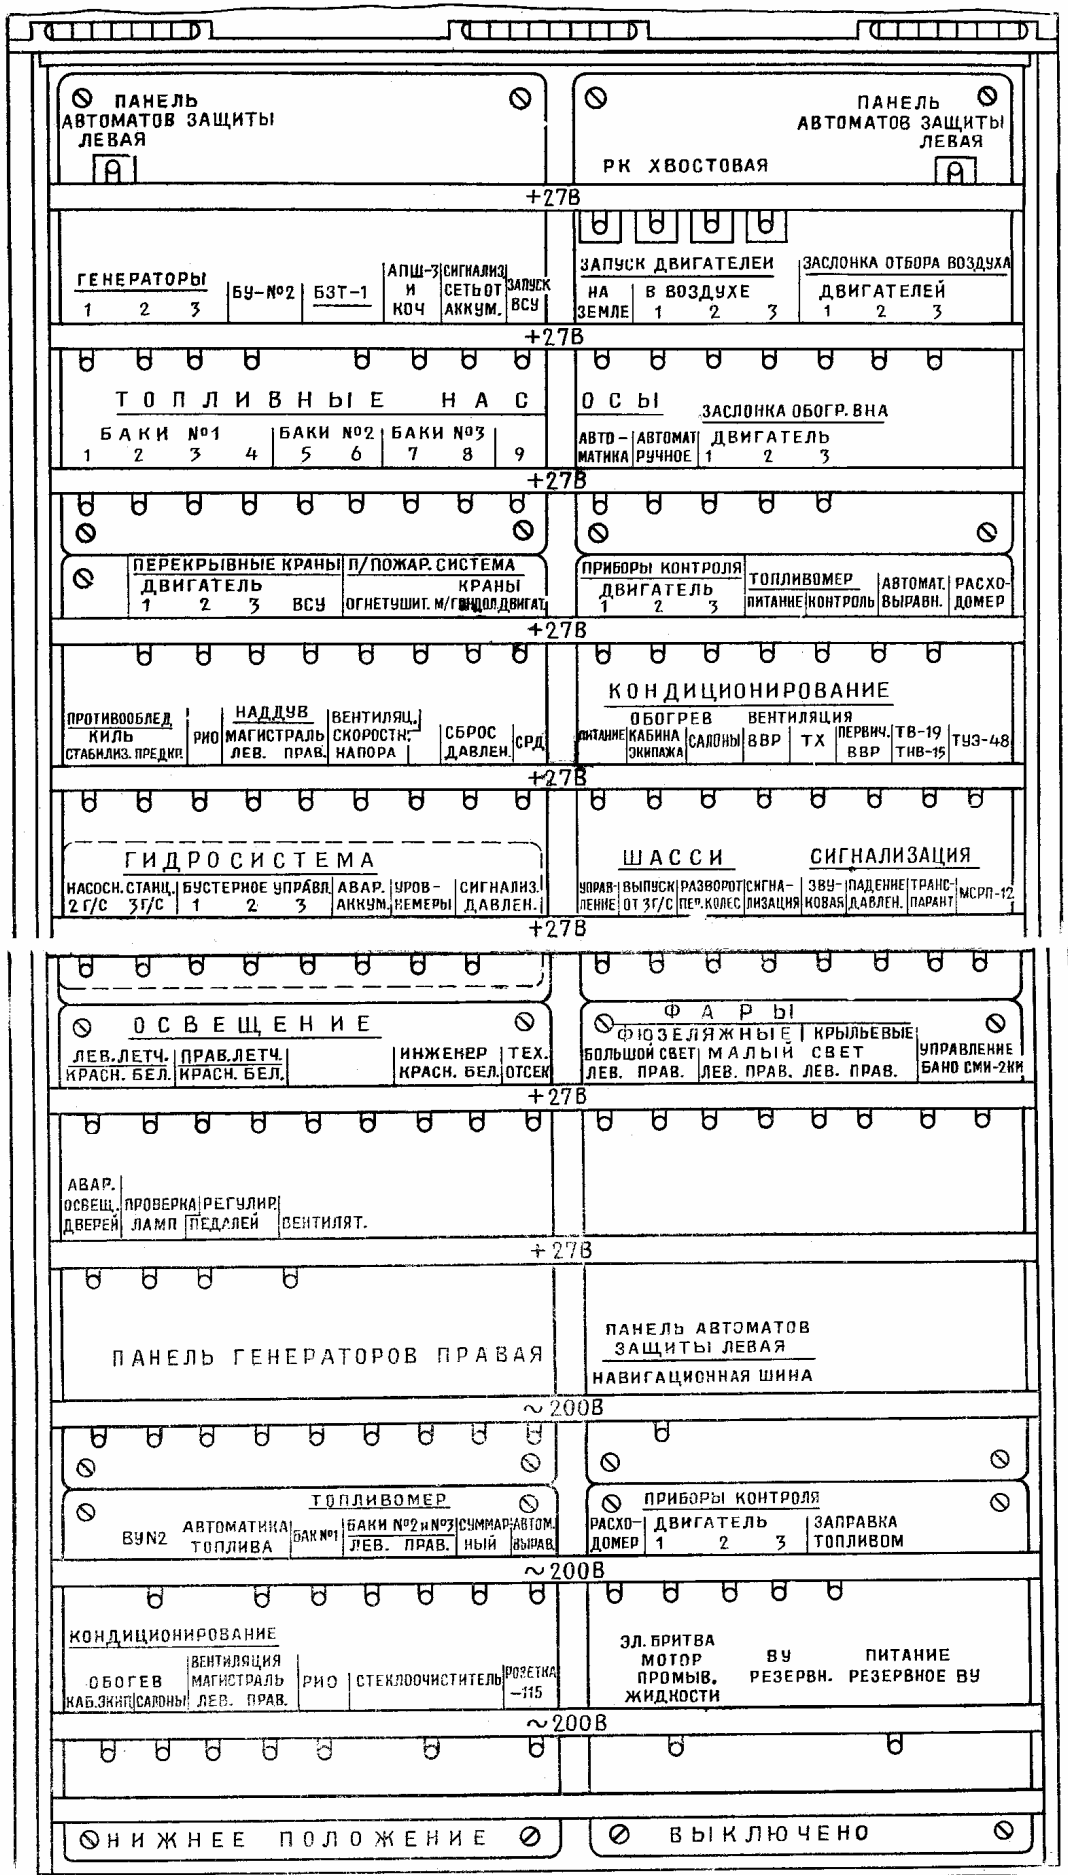 ПАНЕЛЬ
АВТОМАТОВ ЗАЩИТЫ
ЛЕВАЯ
ПАНЕЛЬ
АВТОМАТОВ ЗАЩИТЫ
ЛЕВАЯ
РК ХВОСТОВАЯ
+27В
ГЕНЕРАТОРЫ
1 2 3
БУ-№2
БЗТ-1
АПШ-3
И
КОЧ
СИГНАЛИЗ.
СЕТЬ ОТ
АККУМ.
ЗАПУСК
ВСУ
ЗАПУСК ДВИГАТЕЛЕИ
НА
ЗЕМЛЕ
В ВОЗДУХЕ
1 2 3
ЗАСЛОНКА ОТБОРА ВОЗДУХА
ДВИГАТЕЛЕЙ
1 2 3
+27В
ТОПЛИВНЫЕ НАС
БАКИ №1
БАКИ №2
БАКИ №3
1 2 3 4 5 6 7 8 9
ОСЫ
АВТО-
МАТИКА
АВТОМАТ
РУЧНОЕ
ЗАСЛОНКА ОБОГР. ВНА
ДВИГАТЕЛЬ
1 2 3
+27В
ПЕРЕКРЫВНЫЕ КРАНЫ
ДВИГАТЕЛЬ
1 2 3 ВСУ
П/ПОЖАР. СИСТЕМА
КРАНЫ
ОГНЕТУШИТ. М/ГОНДОЛ. ДВИГАТ.
ПРИБОРЫ КОНТРОЛЯ
ДВИГАТЕЛЬ
1 2 3
ТОПЛИВОМЕР
ПИТАНИЕ КОНТРОЛЬ
АВТОМАТ.
ВЫРАВН.
РАСХО-
ДОМЕР
+27В
ПРОТИВООБЛЕД
КИЛЬ
СТАБИЛИЗ. ПРЕДКР.
РИО
НАДДУВ
МАГИСТРАЛЬ
ЛЕВ. ПРАВ.
ВЕНТИЛЯЦ.
СКОРОСТН.
НАПОРА
СБРОС
ДАВЛЕН.
СРД
КОНДИЦИОНИРОВАНИЕ
ПИТАНИЕ
ОБОГРЕВ
КАБИНА
ЭКИПАЖА
САЛОНЫ
ВЕНТИЛЯЦИЯ
ВВР
ТХ
ПЕРВИЧ.
ВВР
ТВ-19
ТНВ-15
ТУЭ-48
+27В
ГИДРОСИСТЕМА
НАСОСН. СТАНЦ.
2 Г/С 3Г/С
БУСТЕРНОЕ УПРАВЛ.
1 2 3
АВАР.
АККУМ.
УРОВ-
НЕМЕРЫ
СИГНАЛИЗ.
ДАВЛЕН.
ШАССИ
УПРАВ-
ЛЕНИЕ
ВЫПУСК
ОТ 3Г/С
РАЗВОРОТ
ПЕР. КОЛЕС
СИГНА-
ЛИЗАЦИЯ
СИГНАЛИЗАЦИЯ
ЗВУ-
КОВАЯ
ПАДЕНИЕ
ДАВЛЕН.
ТРАНС-
ПАРАНТ
МСРП-12
+27В
ОСВЕЩЕНИЕ
ЛЕВ. ЛЕТЧ.
КРАСН. БЕЛ.
ПРАВ. ЛЕТЧ.
КРАСН. БЕЛ.
ИНЖЕНЕР
КРАСН. БЕЛ.
ТЕХ.
ОТСЕК
ФАРЫ
ФЮЗЕЛЯЖНЫЕ КРЫЛЬЕВЫЕ
БОЛЬШОЙ СВЕТ
ЛЕВ. ПРАВ.
МАЛЫЙ СВЕТ
ЛЕВ. ПРАВ. ЛЕВ. ПРАВ.
УПРАВЛЕНИЕ
БАНО СМИ-2КИ
+27В
АВАР.
ОСВЕЩ.
ДВЕРЕЙ
ПРОВЕРКА
ЛАМП
РЕГУЛИР.
ПЕДАЛЕЙ
ВЕНТИЛЯТ.
+27В
ПАНЕЛЬ ГЕНЕРАТОРОВ ПРАВАЯ
ПАНЕЛЬ АВТОМАТОВ
ЗАЩИТЫ ЛЕВАЯ
НАВИГАЦИОННАЯ ШИНА
~200В
ВУN2
АВТОМАТИКА
ТОПЛИВА
ТОПЛИВОМЕР
БАК №1
БАКИ №2 и №3
ЛЕВ. ПРАВ.
СУММАР-
НЫЙ
АВТОМ.
ВЫРАВ.
РАСХО-
ДОМЕР
ПРИБОРЫ КОНТРОЛЯ
ДВИГАТЕЛЬ
1 2 3
ЗАПРАВКА
ТОПЛИВОМ
~200В
КОНДИЦИОНИРОВАНИЕ
ОБОГЕВ
КАБ. ЭКИП. САЛОНЫ
ВЕНТИЛЯЦИЯ
МАГИСТРАЛЬ
ЛЕВ. ПРАВ.
РИО
СТЕКЛООЧИСТИТЕЛЬ
РОЗЕТКА
-115
ЭЛ. БРИТВА
МОТОР
ПРОМЫВ.
ЖИДКОСТИ
ВУ
РЕЗЕРВН.
ПИТАНИЕ
РЕЗЕРВНОЕ ВУ
~200В
НИЖНЕЕ ПОЛОЖЕНИЕ
ВЫКЛЮЧЕНО